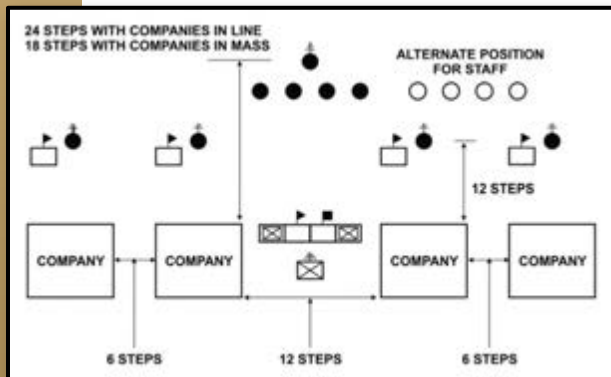 24 STEPS WITH COMPANIES IN LINE
18 STEPS WITH COMPANIES IN MASS
ALTERNATE POSITION
FOR STAFF
12 STEPS
COMPANY
COMPANY
COMPANY
COMPANY
6 STEPS
12 STEPS
6 STEPS